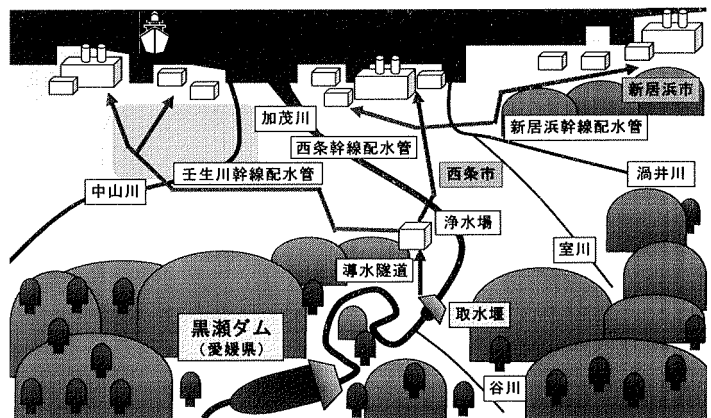 加茂川
新居浜市
新居浜幹線配水管
西条幹線配水管
壬生川幹線配水管
西条市
渦井川
中山川
浄水場
室川
導水隧道
取水堰
黒瀬ダム
(愛媛県)
谷川